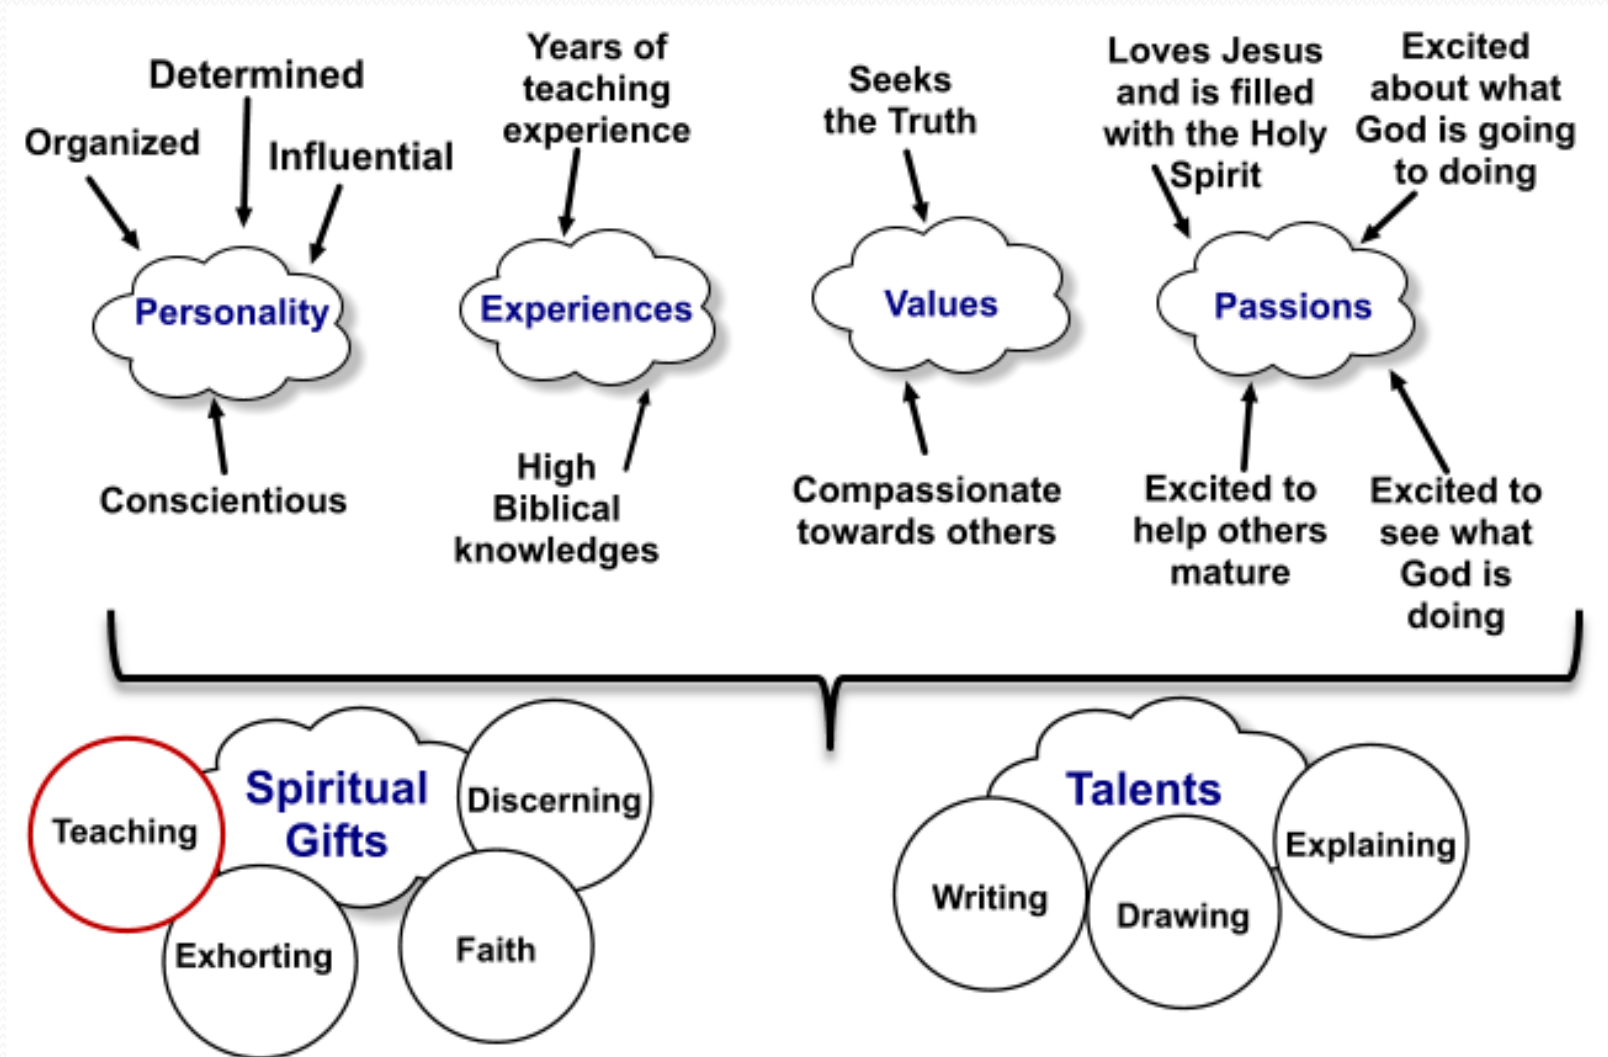 Determined
Organized
Influential
Personality
Conscientious
Years of
teaching
experience
Experiences
High
Biblical
knowledges
Seeks
the Truth
Values
Compassionate
towards others
Loves Jesus
and is filled
with the Holy
Spirit
Excited
about what
God is going
to doing
Passions
Excited to
help others
mature
Excited to
see what
God is
doing
Spiritual
Gifts
Teaching
Exhorting
Faith
Discerning
Talents
Writing
Drawing
Explaining